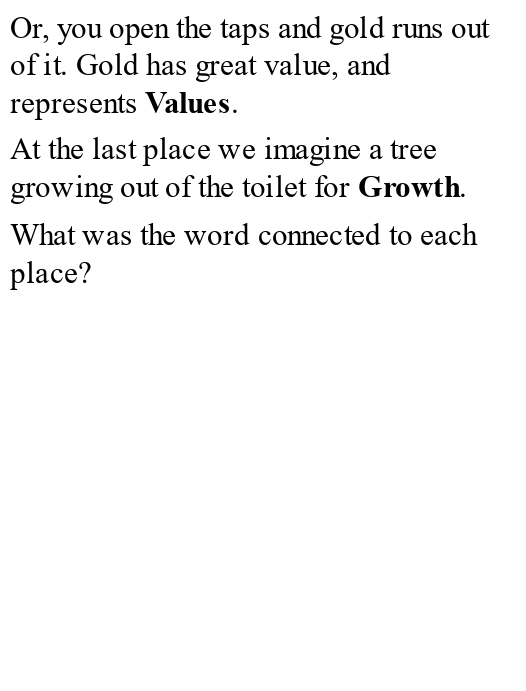 Or, you open the taps and gold runs out
of it. Gold has great value, and
represents Values.
At the last place we imagine a tree
growing out of the toilet for Growth.
What was the word connected to each
place?